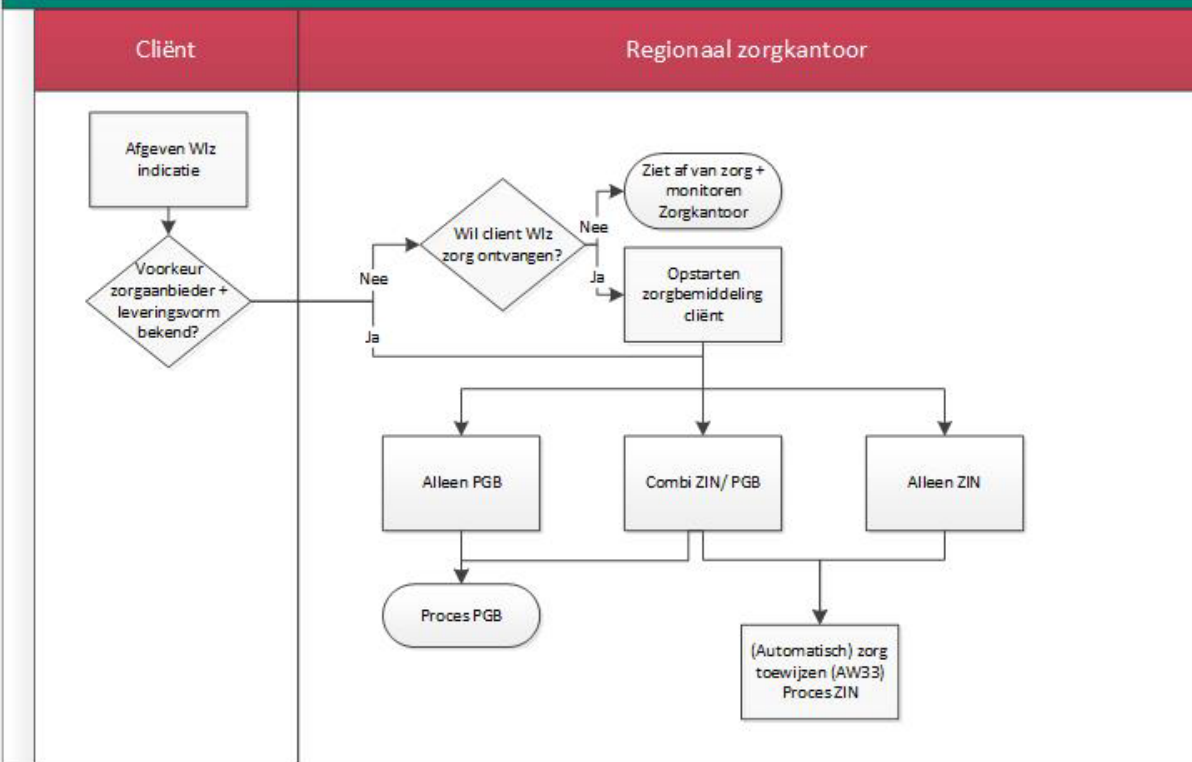 Cliënt
Regionaal zorgkantoor
Afgeven Wlz
indicatie
Voorkeur
zorgaanbieder +
leveringsvorm
bekend?
Nee
Ja
Wil client Wlz
zorg ontvangen?
Nee
Ja
Ziet af van zorg +
monitoren
Zorgkantoor
Opstarten
zorgbemiddeling
cliënt
Alleen PGB
Combi ZIN/ PGB
Alleen ZIN
Proces PGB
(Automatisch) zorg
toewijzen (AW33)
Proces ZIN